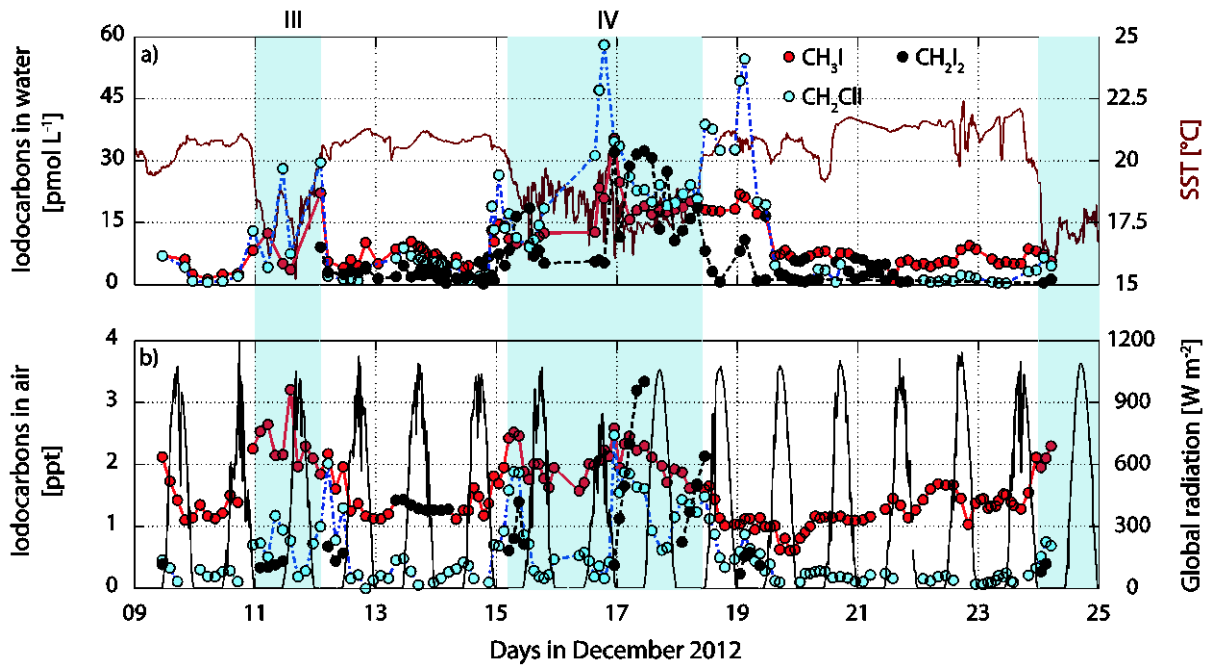 III IV
a)
60
45
30
15
0
Iodocarbons in water
[pmol L⁻¹]
CH₃I
CH₂I₂
CH₂ClI
25
22.5
20
17.5
15
SST [°C]
b)
4
3
2
1
0
Iodocarbons in air
[ppt]
1200
900
600
300
0
Global radiation [W m⁻²]
09 11 13 15 17 19 21 23 25
Days in December 2012